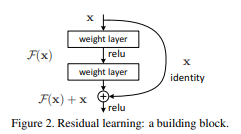 x
weight layer
F(x)
relu
weight layer
x
identity
F(x) + x
relu
Figure 2. Residual learning: a building block.